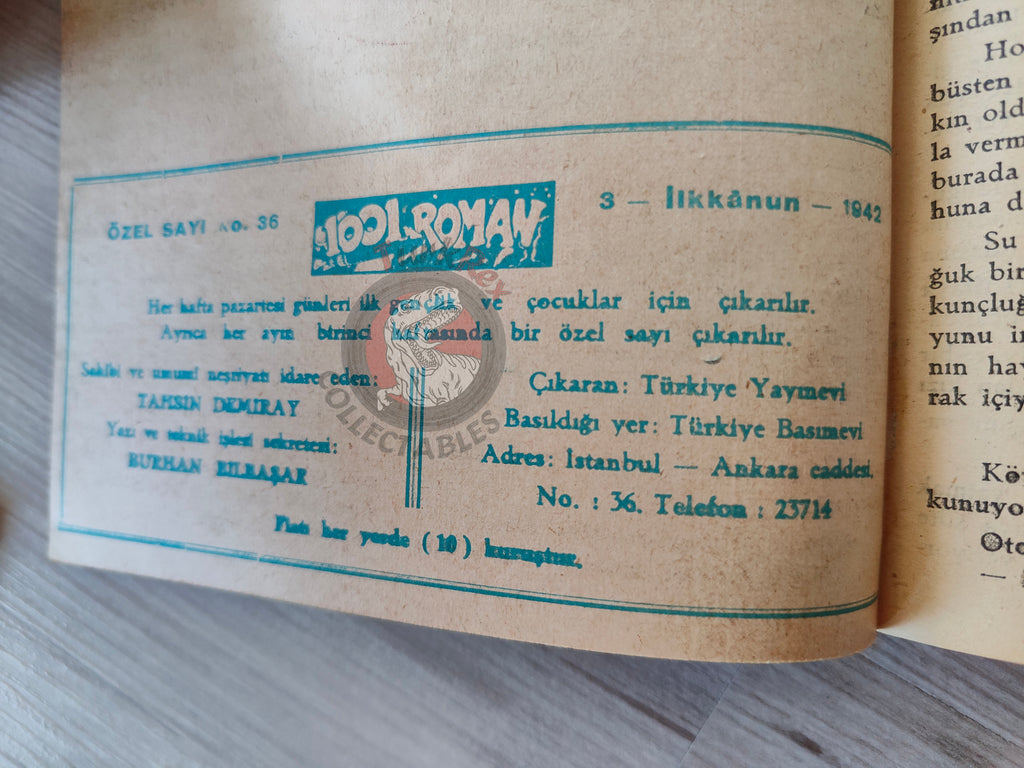 ÖZEL SAYI No. 36
1001 ROMAN
3 — İlkkânun — 1942
Her hafta pazartesi günleri ilk gençlik ve çocuklar için çıkarılır.
Ayrıca her ayın birinci haftasında bir özel sayı çıkarılır.
Sahibi ve umumî neşriyatı idare eden:
TAHSİN DEMİRAY
Yazı ve teknik işleri sekreteri:
BURHAN BİLBAŞAR
Çıkaran: Türkiye Yayınevi
Basıldığı yer: Türkiye Basımevi
Adres: İstanbul — Ankara caddesi.
No. : 36. Telefon : 23714
Fiatı her yerde ( 10 ) kuruştur.
COLLECTABLES
şından
büsten
kın old
la verm
burada
huna d
Su
ğuk bir
kunçluğ
yunu i
nın hay
rak içiy
Kö
kunuyo
Oto
—